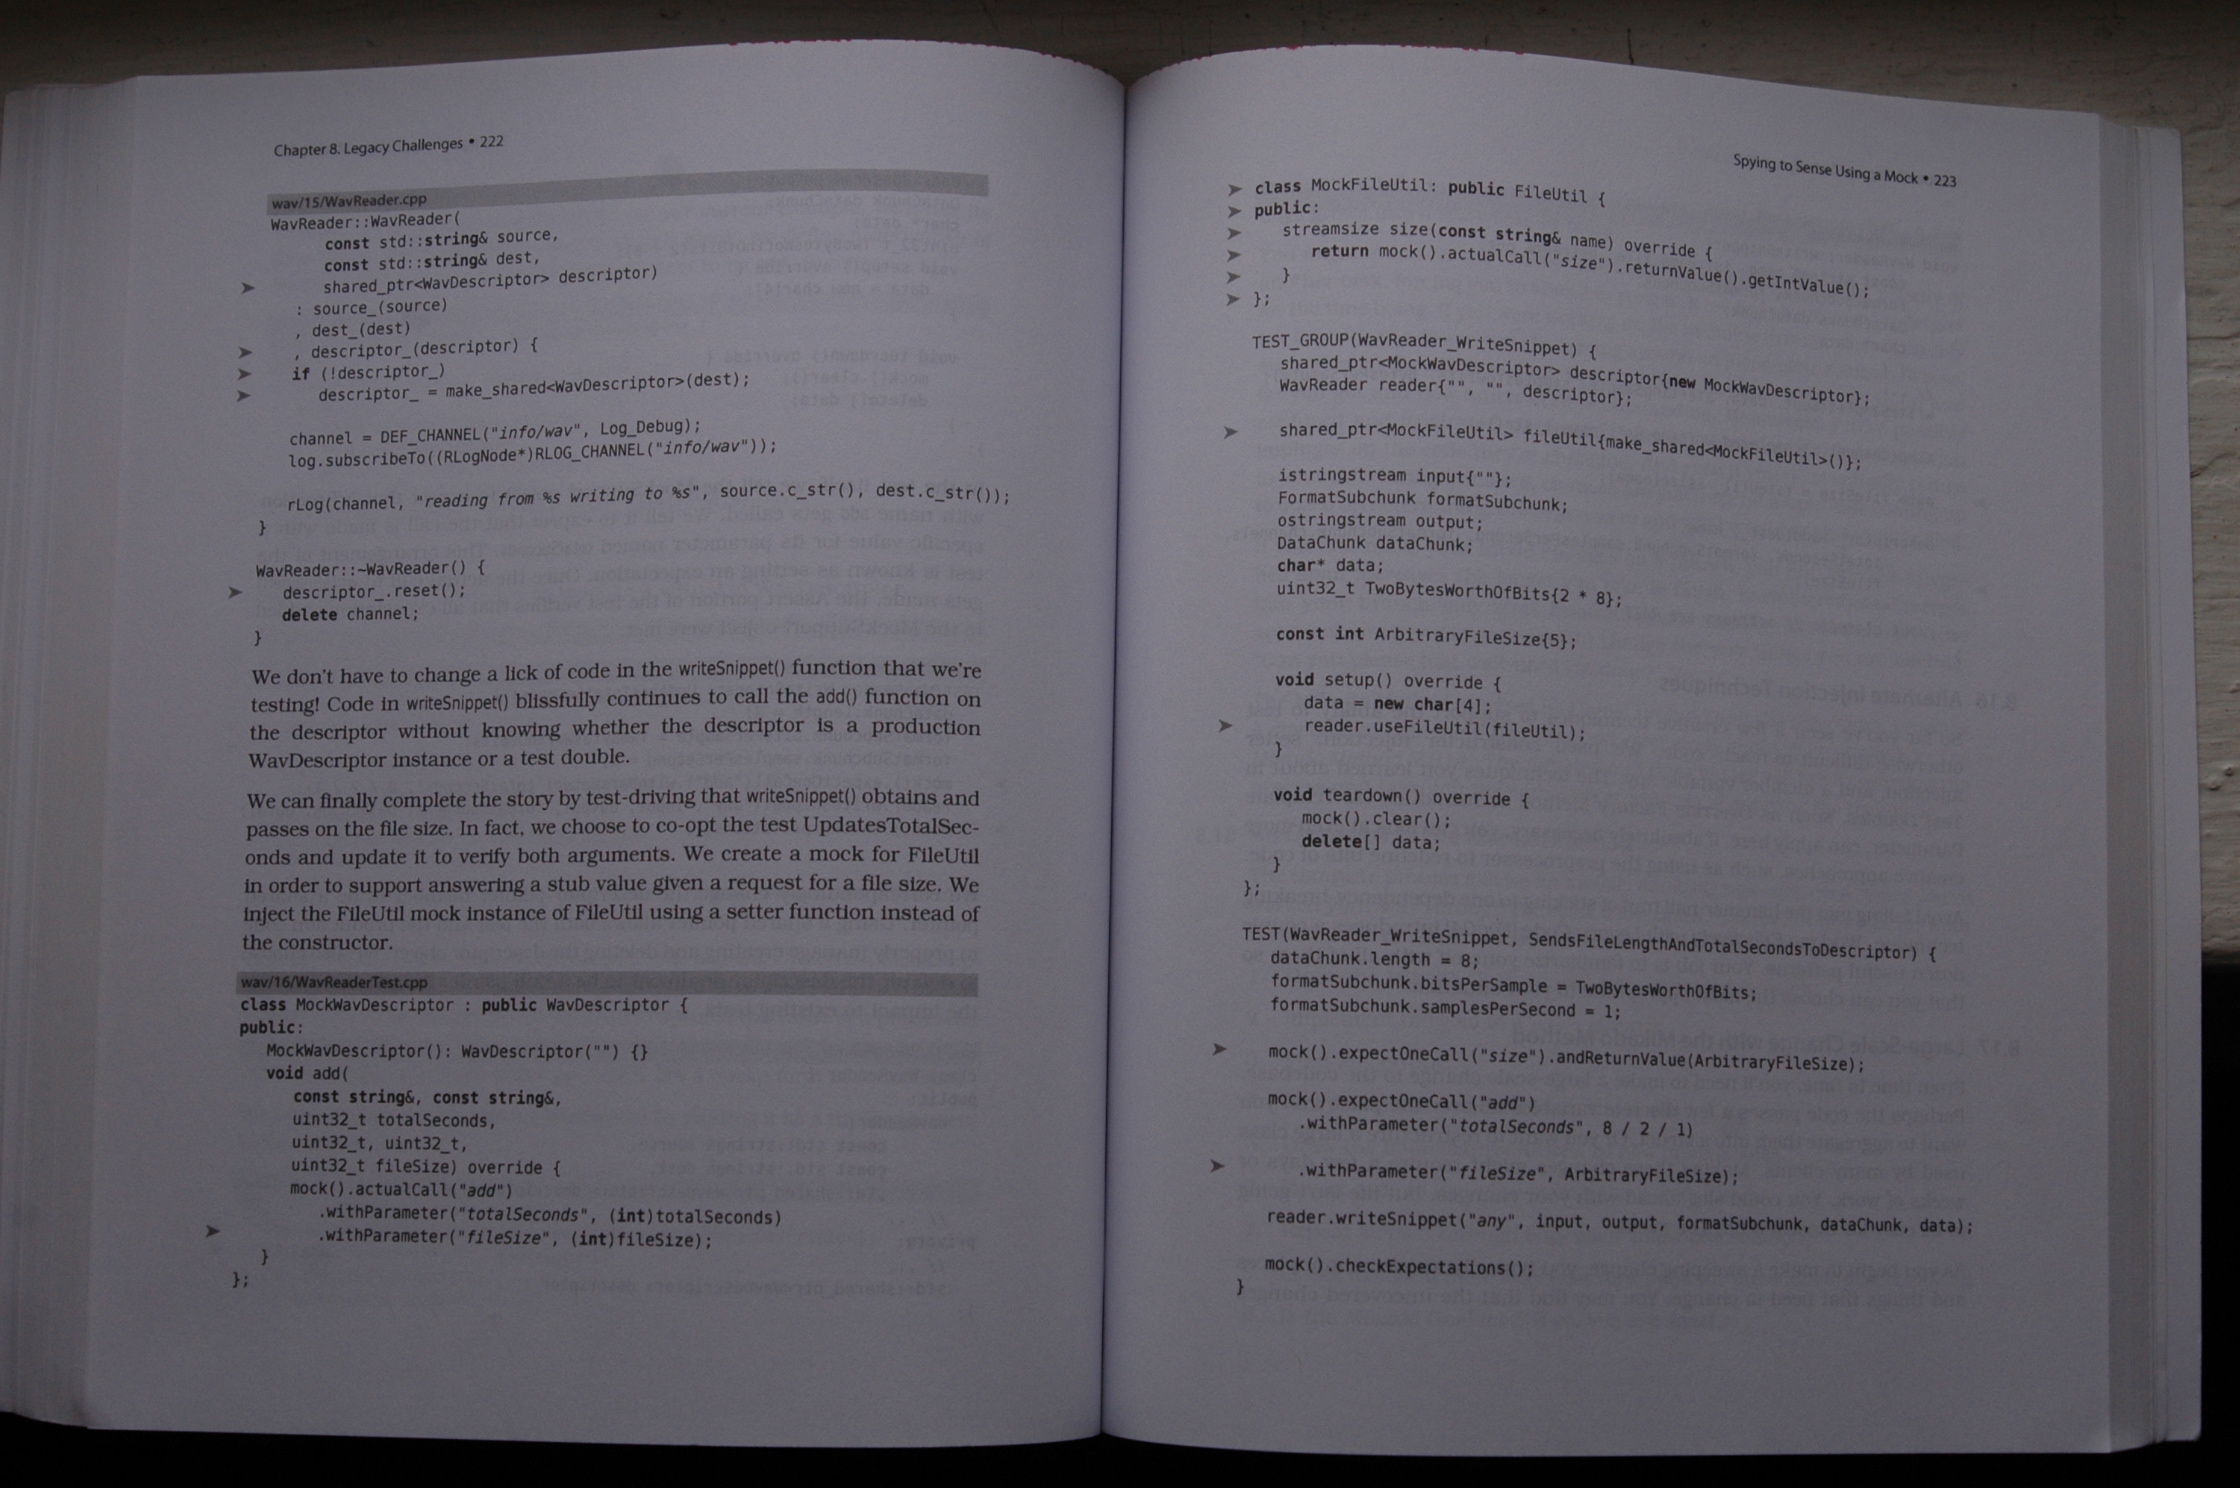 Chapter 8. Legacy Challenges • 222
wav/15/WavReader.cpp
WavReader::WavReader(
const std::string& source,
const std::string& dest,
➤ shared_ptr<WavDescriptor> descriptor)
: source_(source)
, dest_(dest)
➤ , descriptor_(descriptor) {
➤ if (!descriptor_)
➤ descriptor_ = make_shared<WavDescriptor>(dest);
channel = DEF_CHANNEL("info/wav", Log_Debug);
log.subscribeTo((RLogNode*)RLOG_CHANNEL("info/wav"));
rLog(channel, "reading from %s writing to %s", source.c_str(), dest.c_str());
}
WavReader::~WavReader() {
➤ descriptor_.reset();
delete channel;
}
We don't have to change a lick of code in the writeSnippet() function that we're
testing! Code in writeSnippet() blissfully continues to call the add() function on
the descriptor without knowing whether the descriptor is a production
WavDescriptor instance or a test double.
We can finally complete the story by test-driving that writeSnippet() obtains and
passes on the file size. In fact, we choose to co-opt the test UpdatesTotalSec-
onds and update it to verify both arguments. We create a mock for FileUtil
in order to support answering a stub value given a request for a file size. We
inject the FileUtil mock instance of FileUtil using a setter function instead of
the constructor.
wav/16/WavReaderTest.cpp
class MockWavDescriptor : public WavDescriptor {
public:
MockWavDescriptor(): WavDescriptor("") {}
void add(
const string&, const string&,
uint32_t totalSeconds,
uint32_t, uint32_t,
uint32_t fileSize) override {
mock().actualCall("add")
.withParameter("totalSeconds", (int)totalSeconds)
➤ .withParameter("fileSize", (int)fileSize);
}
};
Spying to Sense Using a Mock • 223
➤ class MockFileUtil: public FileUtil {
➤ public:
➤ streamsize size(const string& name) override {
➤ return mock().actualCall("size").returnValue().getIntValue();
➤ }
➤ };
TEST_GROUP(WavReader_WriteSnippet) {
shared_ptr<MockWavDescriptor> descriptor{new MockWavDescriptor};
WavReader reader{"", "", descriptor};
➤ shared_ptr<MockFileUtil> fileUtil{make_shared<MockFileUtil>()};
istringstream input{""};
FormatSubchunk formatSubchunk;
ostringstream output;
DataChunk dataChunk;
char* data;
uint32_t TwoBytesWorthOfBits{2 * 8};
const int ArbitraryFileSize{5};
void setup() override {
data = new char[4];
➤ reader.useFileUtil(fileUtil);
}
void teardown() override {
mock().clear();
delete[] data;
}
};
TEST(WavReader_WriteSnippet, SendsFileLengthAndTotalSecondsToDescriptor) {
dataChunk.length = 8;
formatSubchunk.bitsPerSample = TwoBytesWorthOfBits;
formatSubchunk.samplesPerSecond = 1;
➤ mock().expectOneCall("size").andReturnValue(ArbitraryFileSize);
mock().expectOneCall("add")
.withParameter("totalSeconds", 8 / 2 / 1)
➤ .withParameter("fileSize", ArbitraryFileSize);
reader.writeSnippet("any", input, output, formatSubchunk, dataChunk, data);
mock().checkExpectations();
}